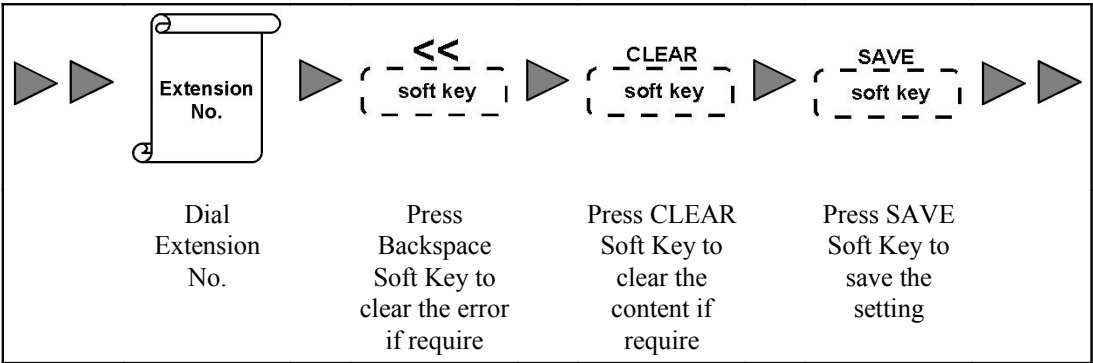 Extension
No.
<<
soft key
CLEAR
soft key
SAVE
soft key
Dial
Extension
No.
Press
Backspace
Soft Key to
clear the error
if require
Press CLEAR
Soft Key to
clear the
content if
require
Press SAVE
Soft Key to
save the
setting